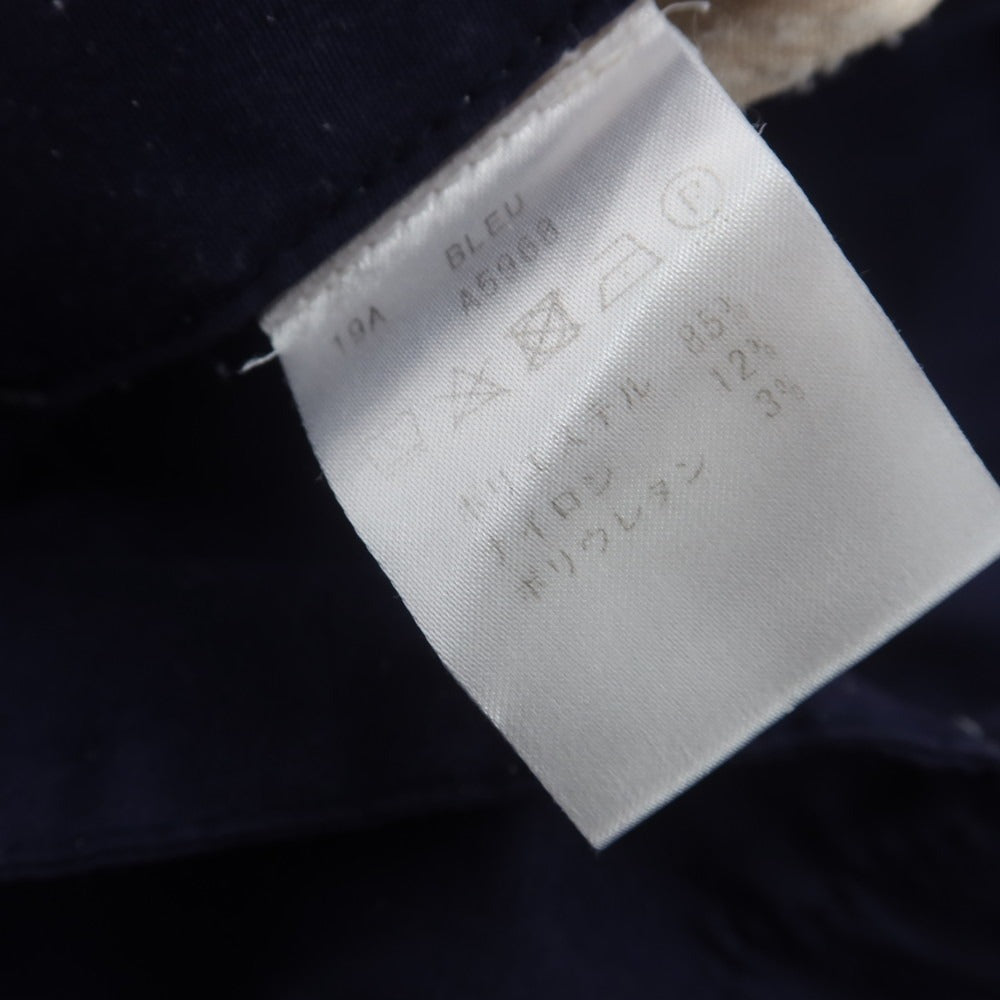 BLEU
19A A5968
P
ポリエステル 85%
ナイロン 12%
ポリウレタン 3%